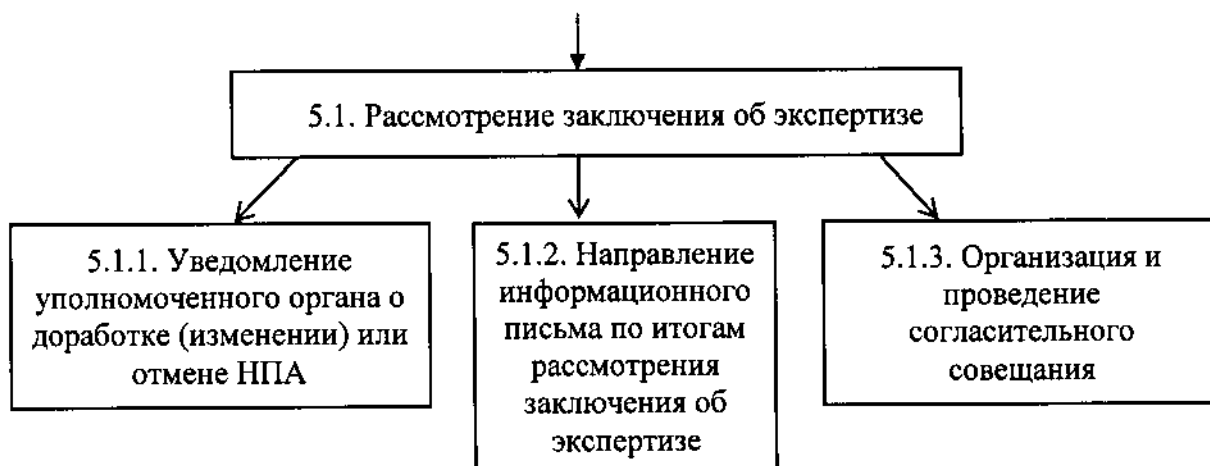 5.1. Рассмотрение заключения об экспертизе
5.1.1. Уведомление
уполномоченного органа о
доработке (изменении) или
отмене НПА
5.1.2. Направление
информационного
письма по итогам
рассмотрения
заключения об
экспертизе
5.1.3. Организация и
проведение
согласительного
совещания